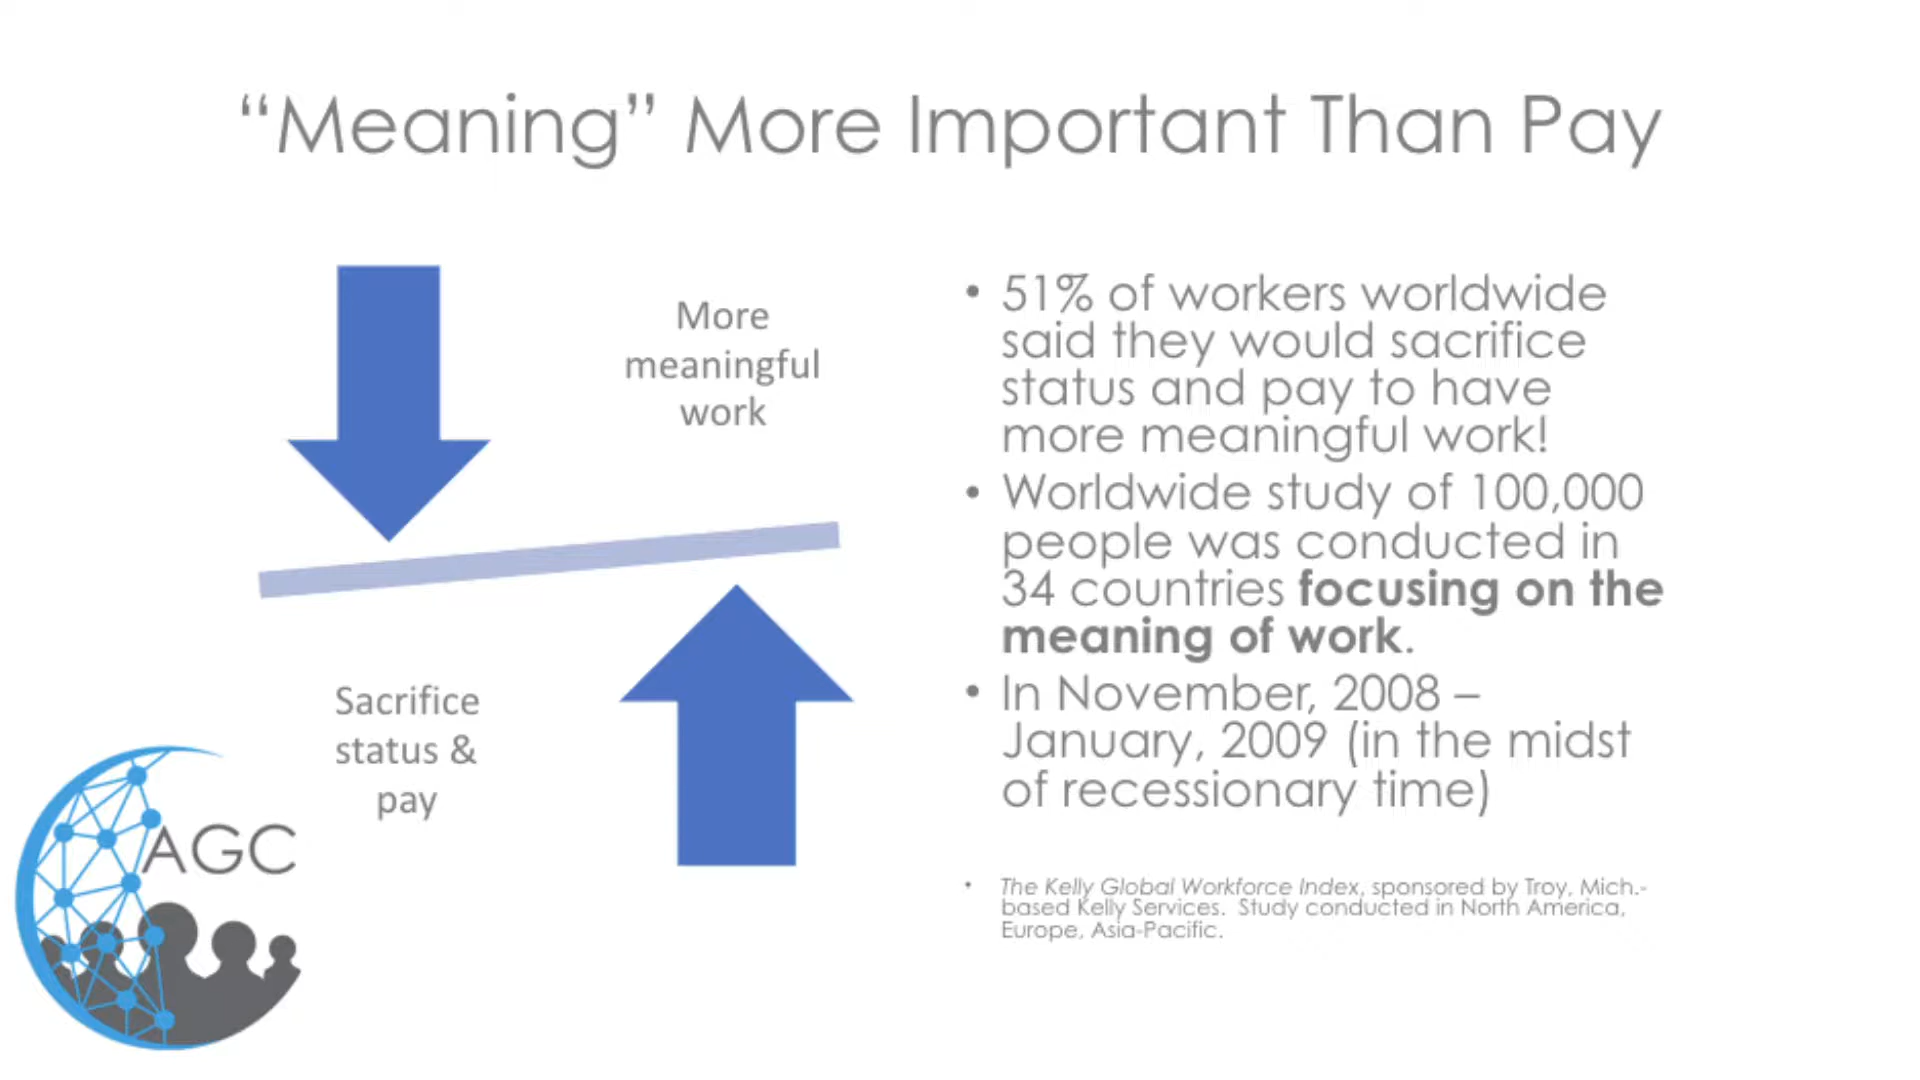 “Meaning” More Important Than Pay
More
meaningful
work
Sacrifice
status &
pay
• 51% of workers worldwide
said they would sacrifice
status and pay to have
more meaningful work!
• Worldwide study of 100,000
people was conducted in
34 countries focusing on the
meaning of work.
• In November, 2008 –
January, 2009 (in the midst
of recessionary time)
• The Kelly Global Workforce Index, sponsored by Troy, Mich.-
based Kelly Services. Study conducted in North America,
Europe, Asia-Pacific.
AGC